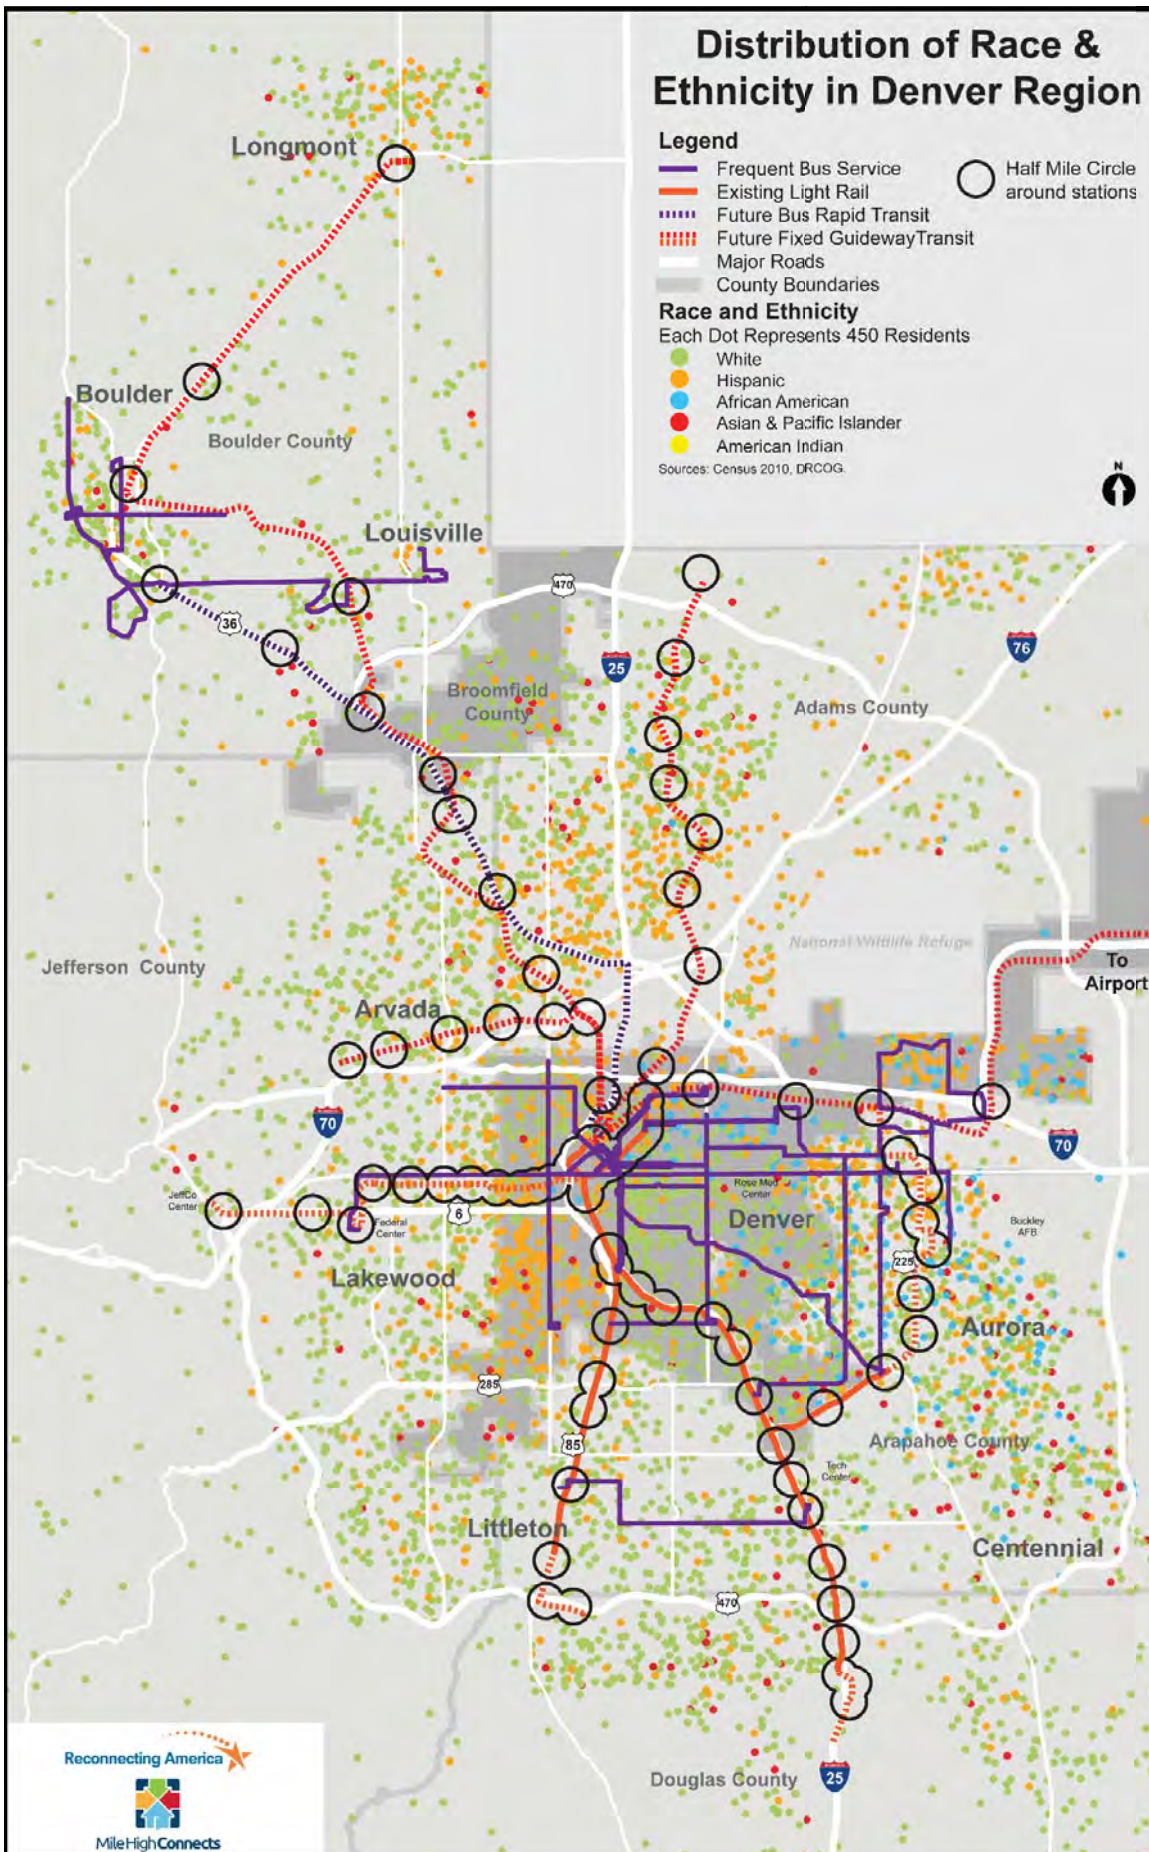 Distribution of Race &
Ethnicity in Denver Region
Legend
Frequent Bus Service
Existing Light Rail
Future Bus Rapid Transit
Future Fixed GuidewayTransit
Major Roads
County Boundaries
Half Mile Circle
around stations
Race and Ethnicity
Each Dot Represents 450 Residents
White
Hispanic
African American
Asian & Pacific Islander
American Indian
Sources: Census 2010, DRCOG.
N
Longmont
Boulder
Boulder County
Louisville
470
36
25
76
Broomfield
County
Adams County
National Wildlife Refuge
Jefferson County
To
Airport
Arvada
70
70
JeffCo
Center
Federal
Center
6
Rose Med
Center
Denver
Buckley
AFB
225
Lakewood
Aurora
285
85
Arapahoe County
Tech
Center
Littleton
Centennial
470
Douglas County
25
Reconnecting America
MileHighConnects